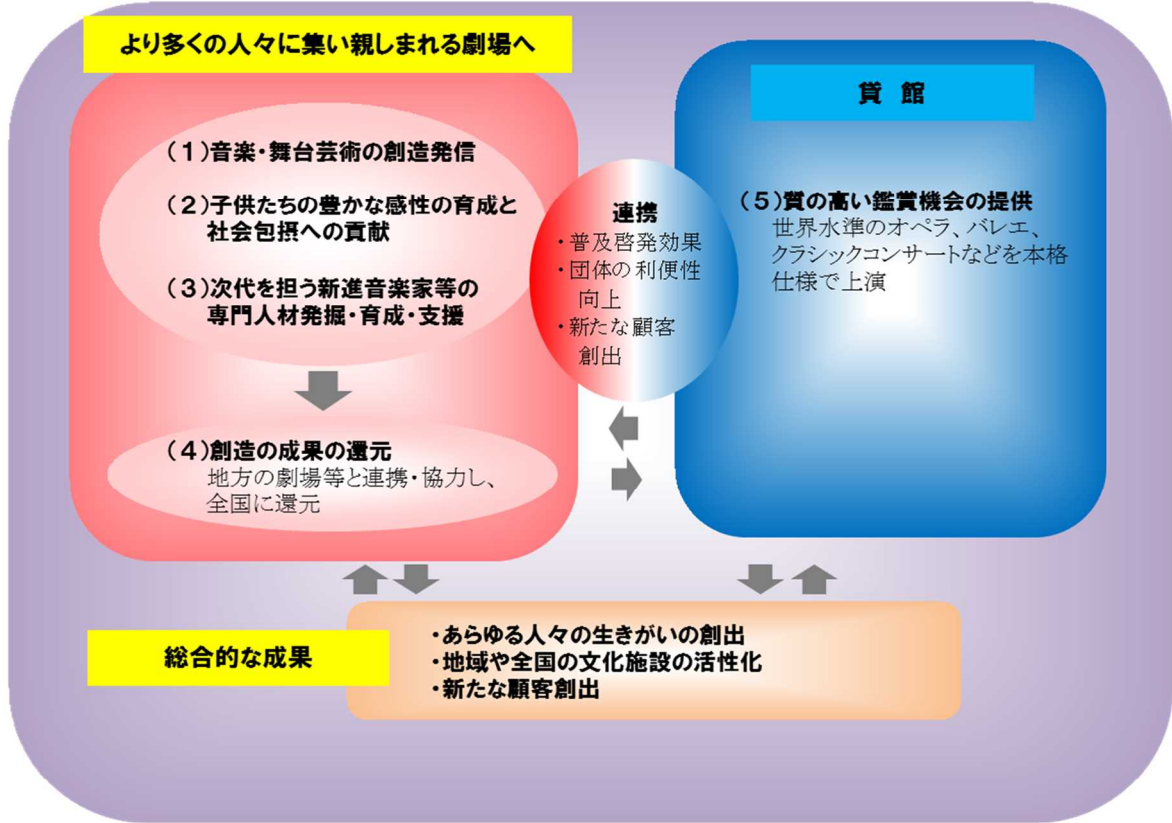 より多くの人々に集い親しまれる劇場へ
(1)音楽・舞台芸術の創造発信
(2)子供たちの豊かな感性の育成と
社会包摂への貢献
(3)次代を担う新進音楽家等の
専門人材発掘・育成・支援
(4)創造の成果の還元
地方の劇場等と連携・協力し、
全国に還元
連携
・普及啓発効果
・団体の利便性
向上
・新たな顧客
創出
貸 館
(5)質の高い鑑賞機会の提供
世界水準のオペラ、バレエ、
クラシックコンサートなどを本格
仕様で上演
総合的な成果
・あらゆる人々の生きがいの創出
・地域や全国の文化施設の活性化
・新たな顧客創出